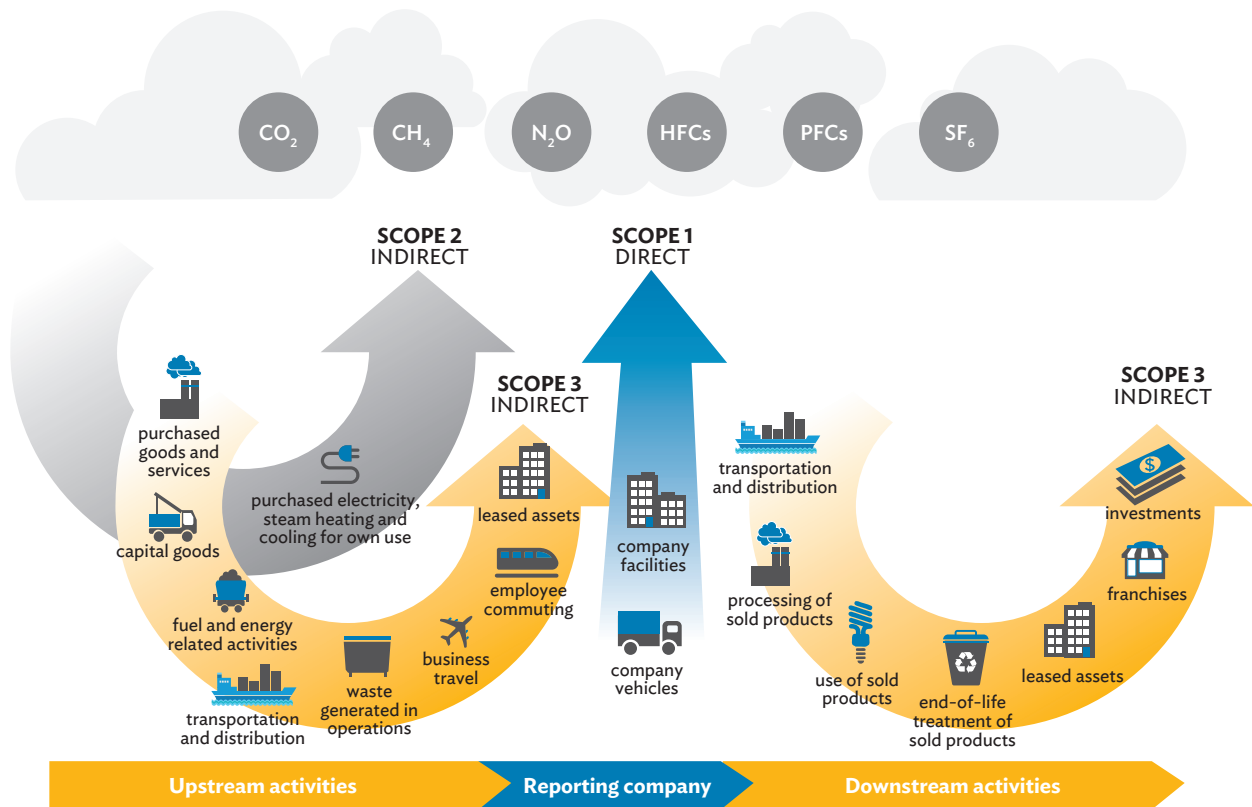 CO₂
CH₄
N₂O
HFCs
PFCs
SF₆
SCOPE 2
INDIRECT
SCOPE 1
DIRECT
SCOPE 3
INDIRECT
SCOPE 3
INDIRECT
purchased
goods and
services
capital goods
fuel and energy
related activities
transportation
and distribution
waste
generated in
operations
business
travel
employee
commuting
leased assets
purchased electricity,
steam heating and
cooling for own use
company
facilities
company
vehicles
transportation
and distribution
processing of
sold products
use of sold
products
end-of-life
treatment of
sold products
leased assets
franchises
$
investments
Upstream activities
Reporting company
Downstream activities